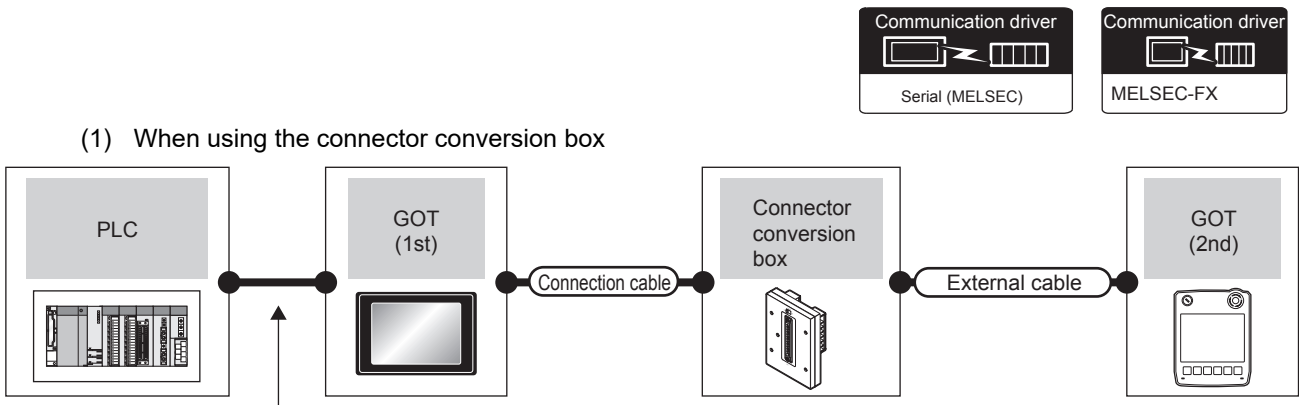 Communication driver
Serial (MELSEC)
Communication driver
MELSEC-FX
(1) When using the connector conversion box
PLC
GOT
(1st)
Connection cable
Connector
conversion
box
External cable
GOT
(2nd)